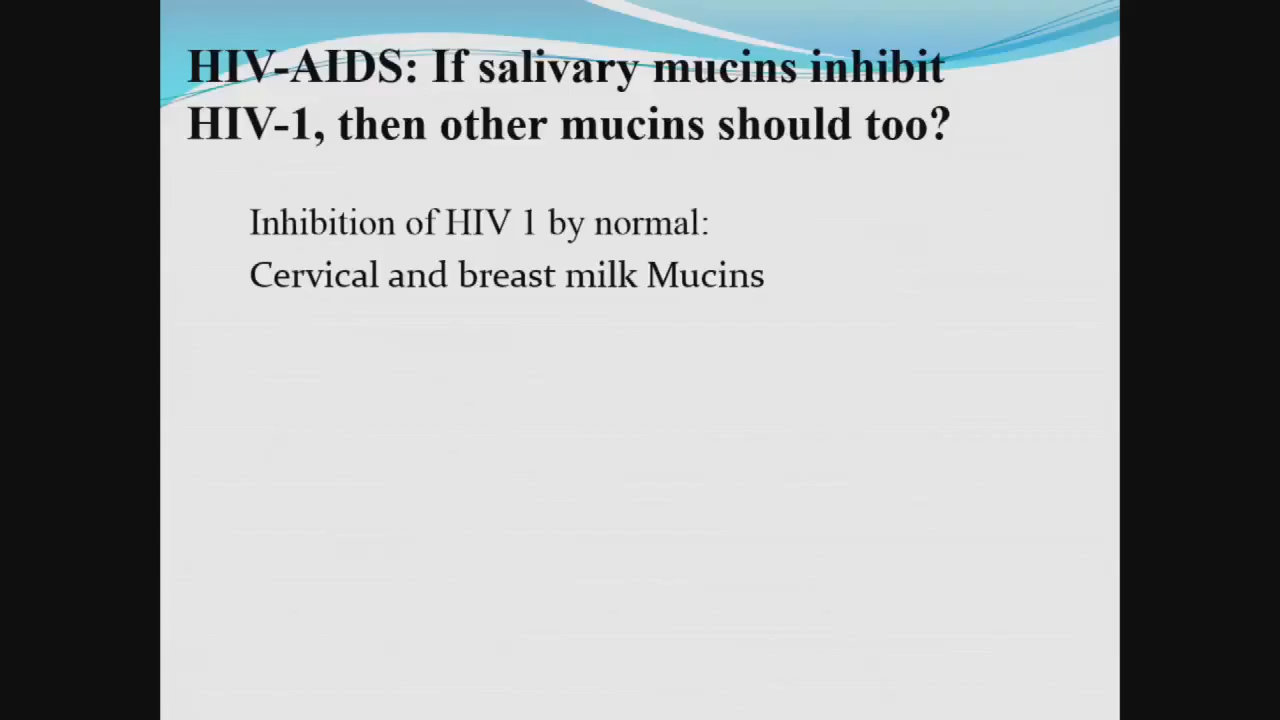 HIV-AIDS: If salivary mucins inhibit
HIV-1, then other mucins should too?
Inhibition of HIV 1 by normal:
Cervical and breast milk Mucins